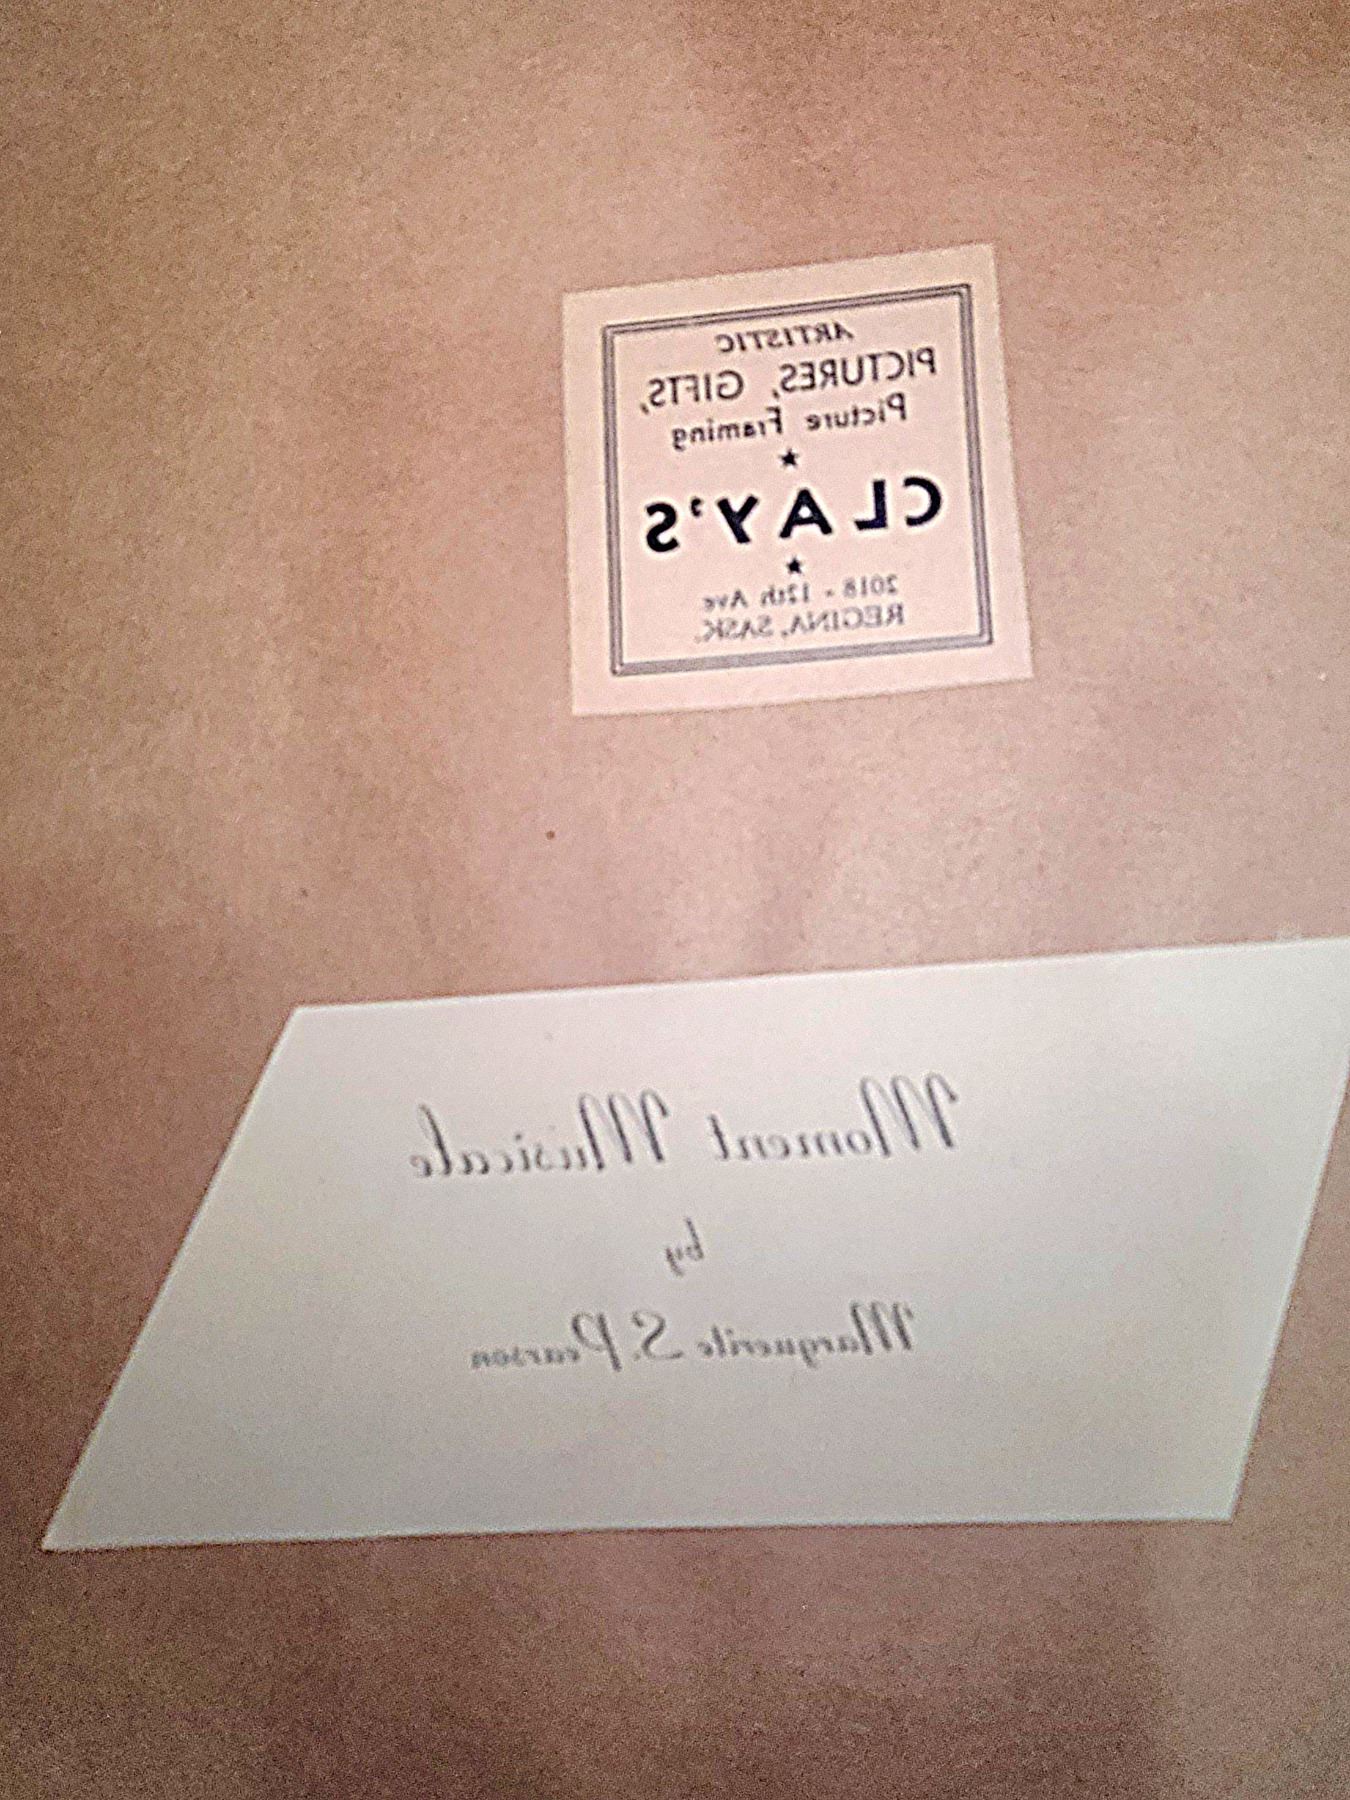 ARTISTIC
PICTURES, GIFTS,
Picture Framing
CLAY'S
2018 - 12th Ave
REGINA, SASK.
Moment Musicale
by
Marguerite S. Pearson